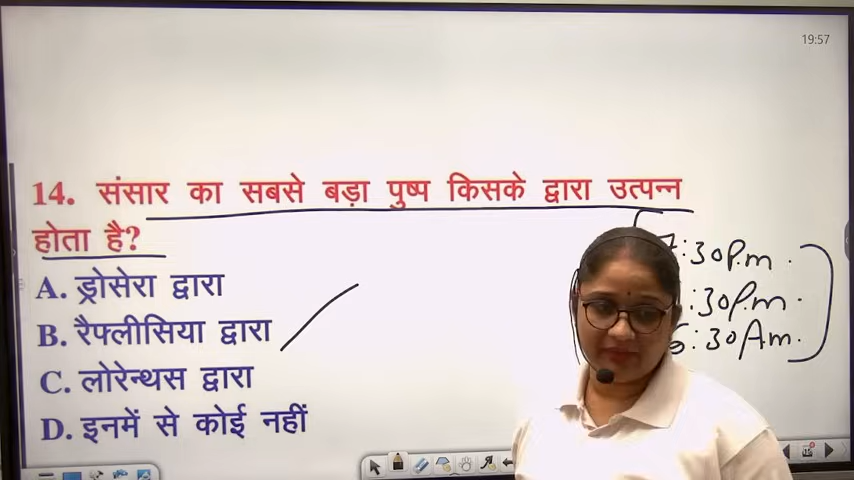 19:57
14. संसार का सबसे बड़ा पुष्प किसके द्वारा उत्पन्न
होता है?
A. ड्रोसेरा द्वारा
B. रैफ्लीसिया द्वारा
C. लोरेन्थस द्वारा
D. इनमें से कोई नहीं
:30P.m.
:30P.m.
:30Am.